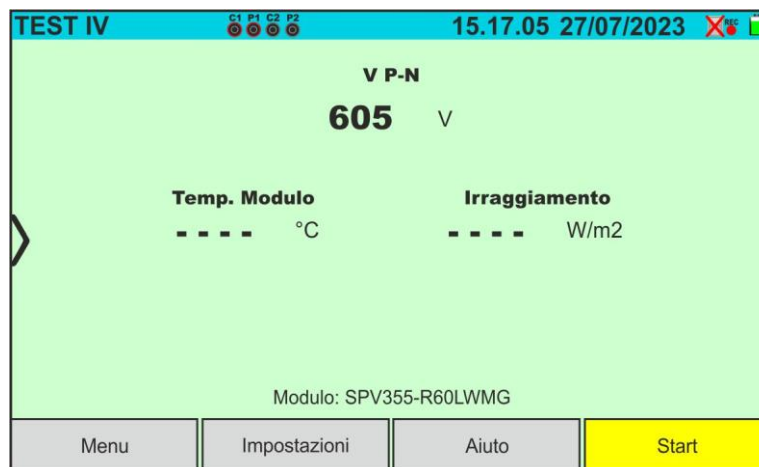 TEST IV C1 P1 C2 P2 15.17.05 27/07/2023 REC
V P-N
605 V
Temp. Modulo Irraggiamento
- - - - °C - - - - W/m2
Modulo: SPV355-R60LWMG
Menu Impostazioni Aiuto Start